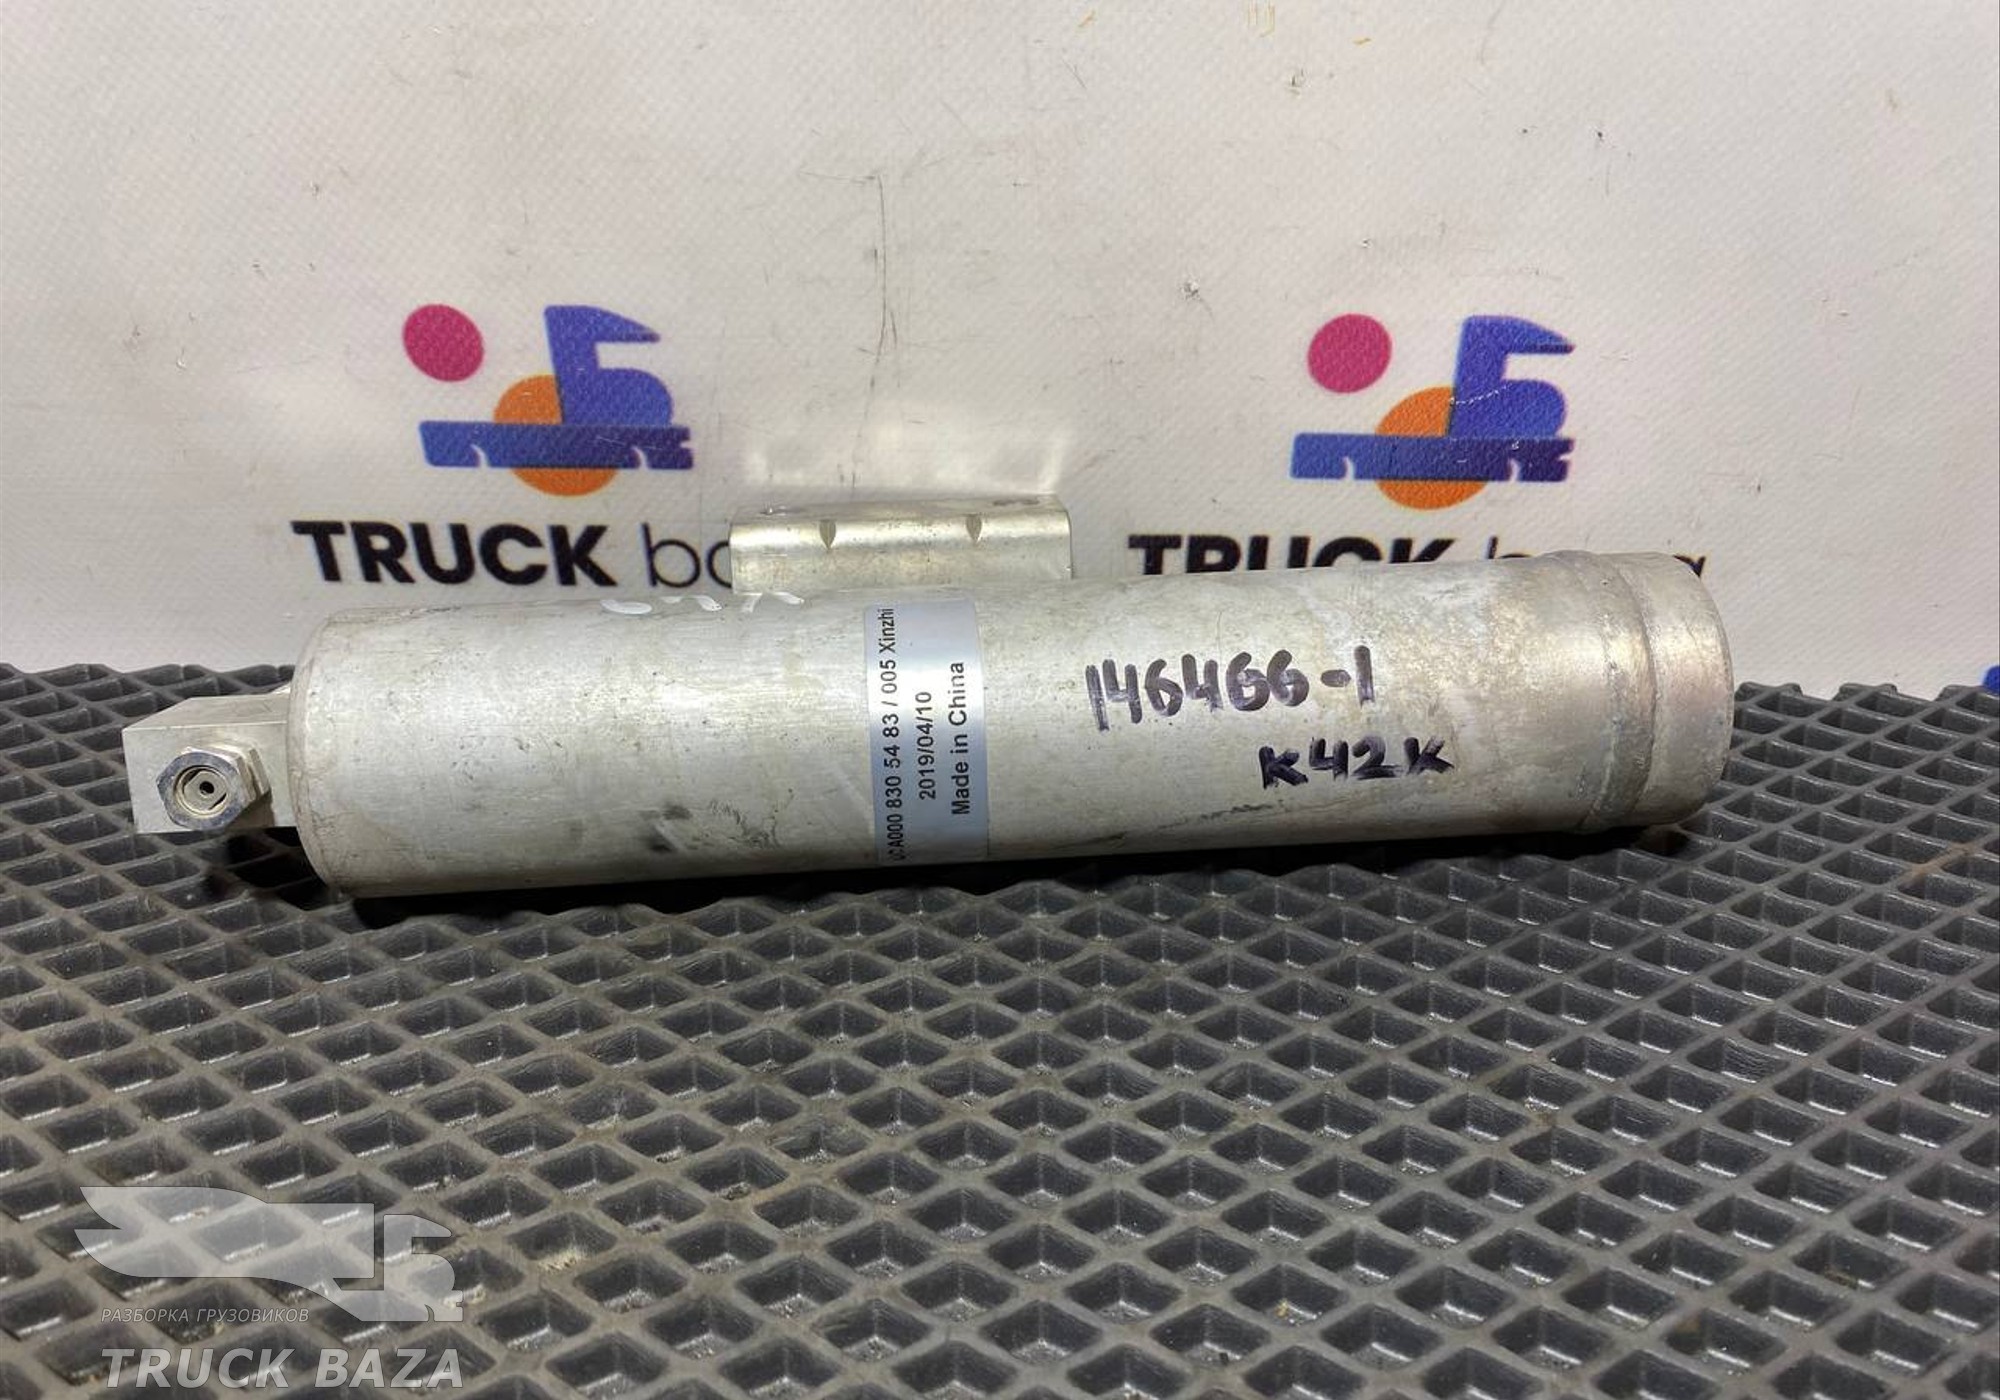 TRUCK
TRUCK
QCA000 830 54 83 / 005 Xinzhi
2019/04/10
Made in China
146466-1
K42K
РАЗБОРКА ГРУЗОВИКОВ
TRUCK BAZA